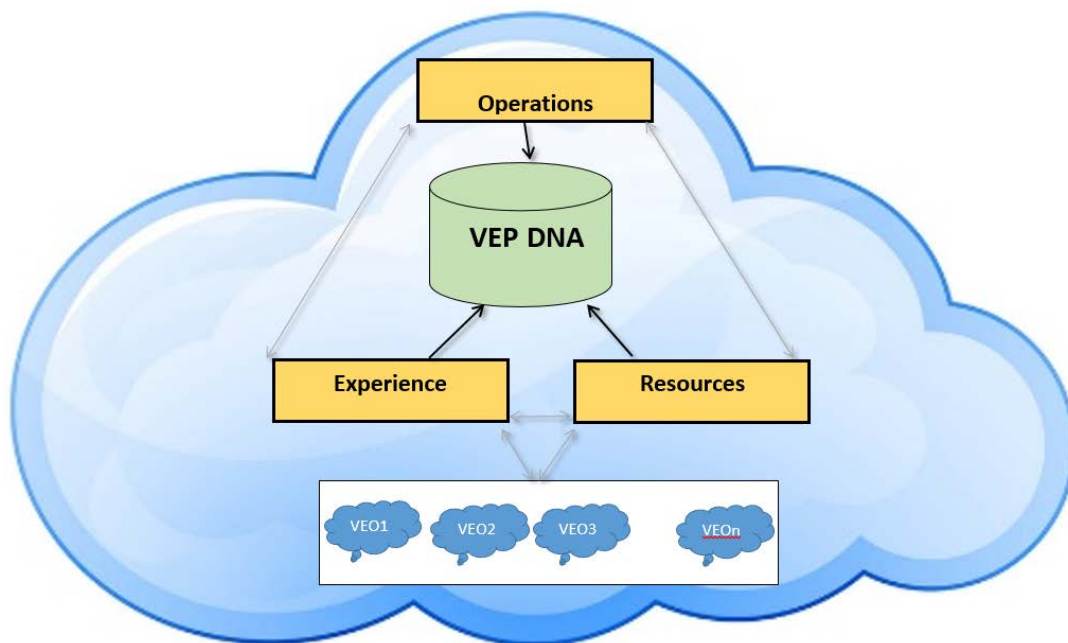 Operations
VEP DNA
Experience
Resources
VEO1
VEO2
VEO3
VEOn